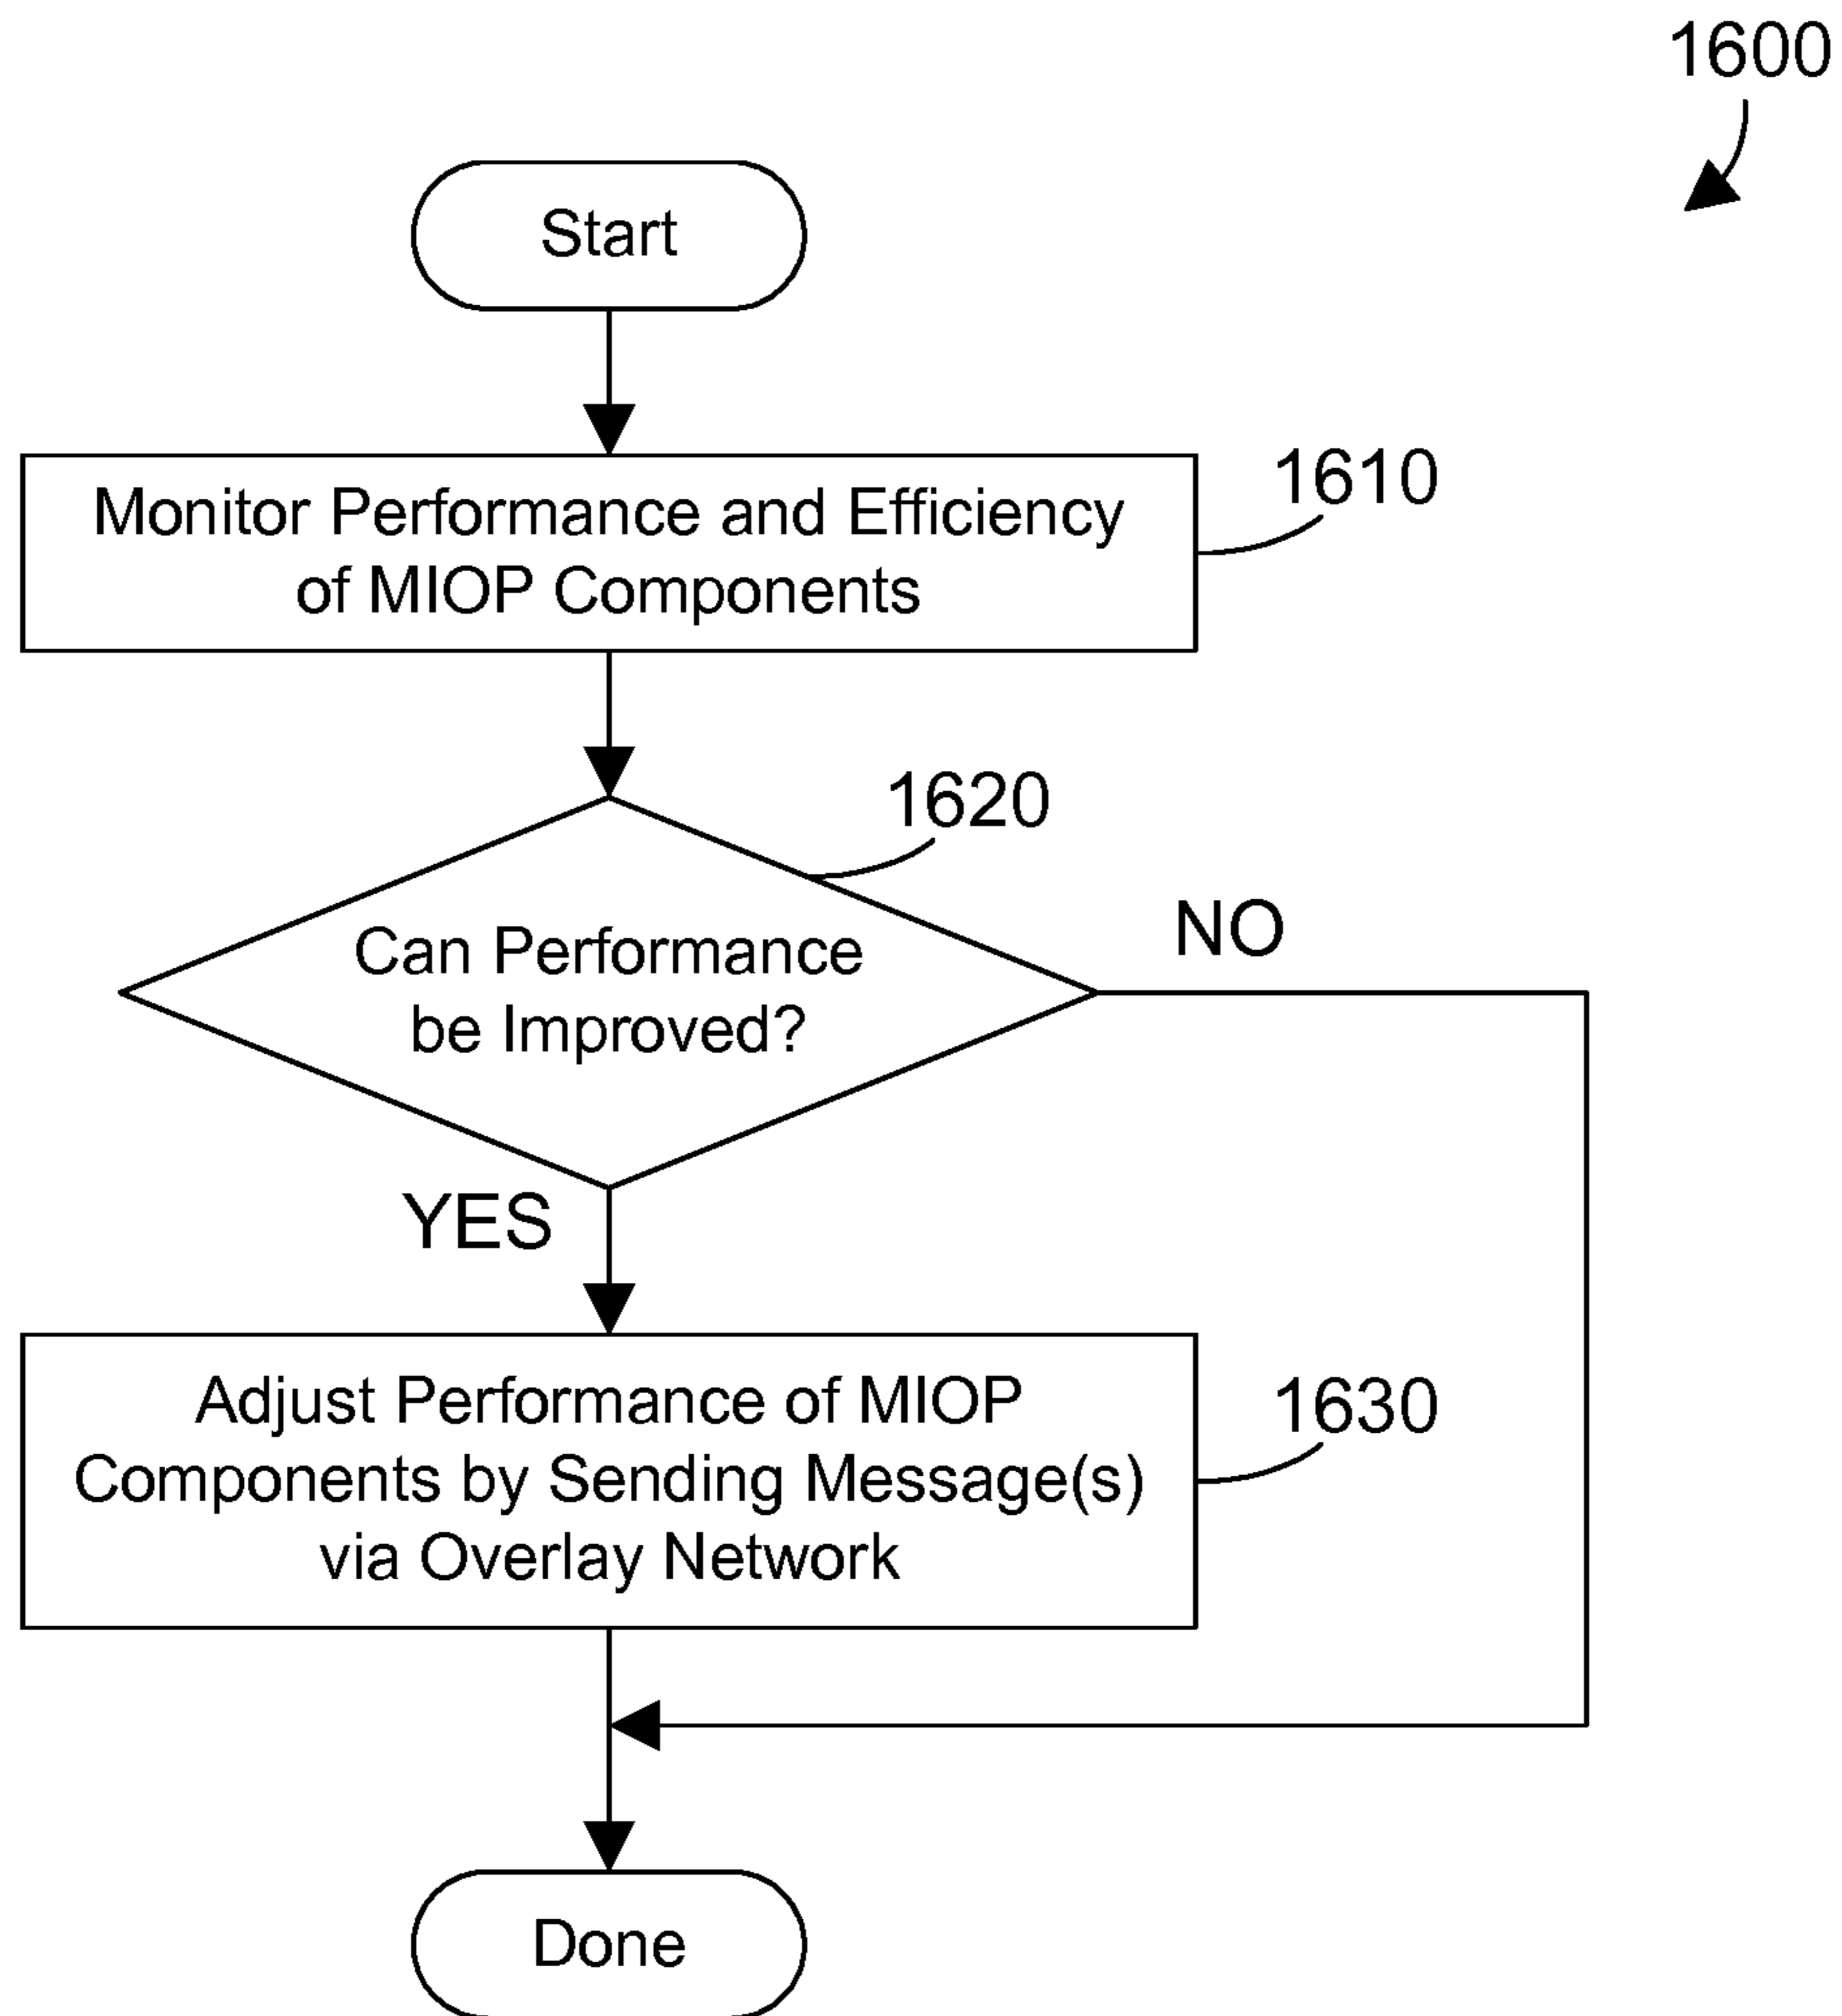 1600
Start
Monitor Performance and Efficiency
of MIOP Components
1610
1620
Can Performance
be Improved?
NO
YES
Adjust Performance of MIOP
Components by Sending Message(s)
via Overlay Network
1630
Done